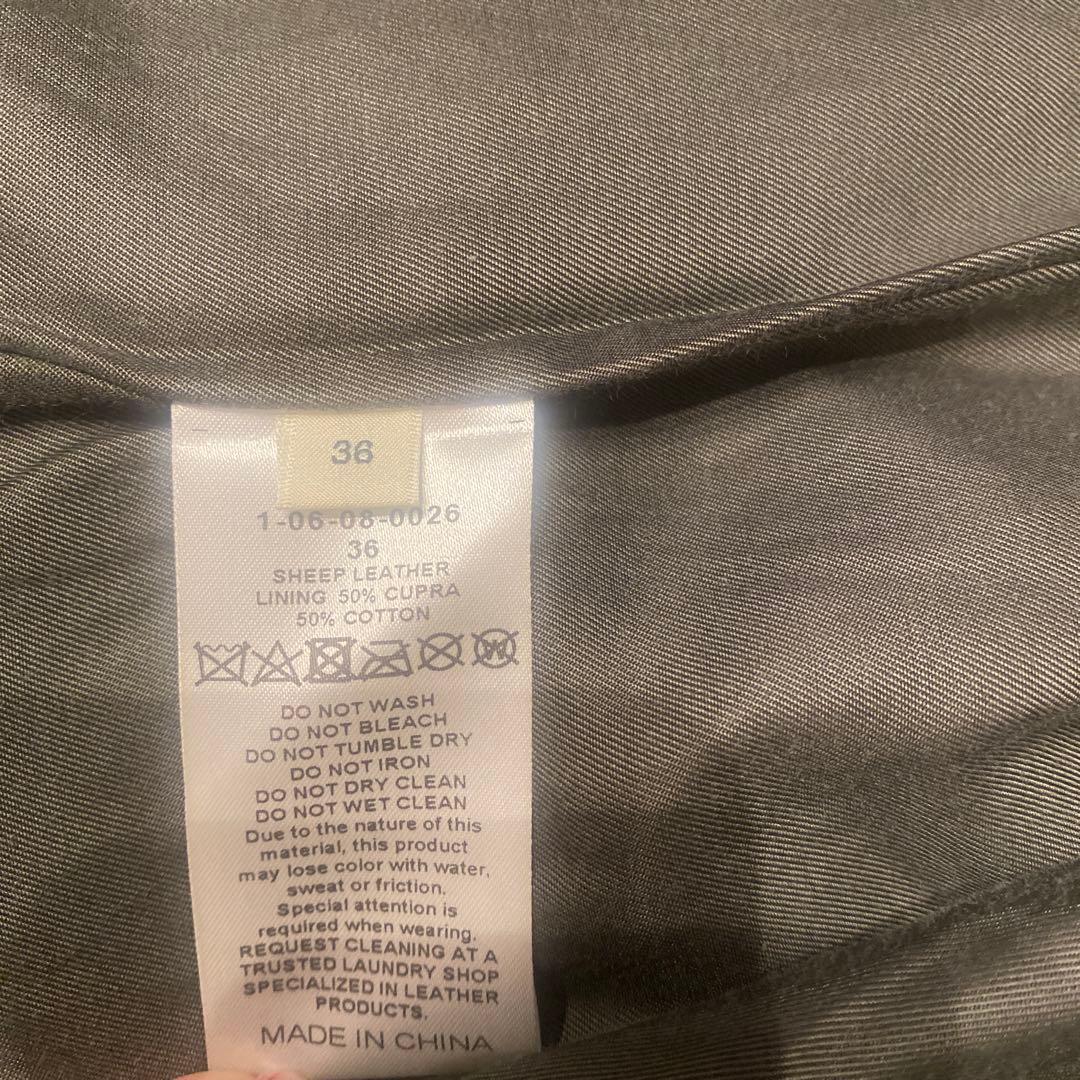 36
1-06-08-0026
36
SHEEP LEATHER
LINING 50% CUPRA
50% COTTON
W
DO NOT WASH
DO NOT BLEACH
DO NOT TUMBLE DRY
DO NOT IRON
DO NOT DRY CLEAN
DO NOT WET CLEAN
Due to the nature of this
material, this product
may lose color with water,
sweat or friction.
Special attention is
required when wearing.
REQUEST CLEANING AT A
TRUSTED LAUNDRY SHOP
SPECIALIZED IN LEATHER
PRODUCTS.
MADE IN CHINA